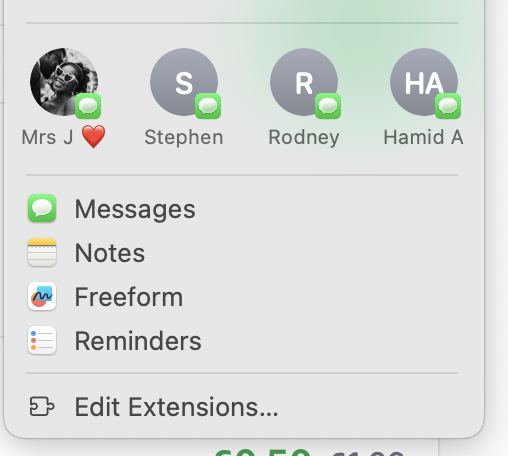 S
R
HA
Mrs J ❤️
Stephen
Rodney
Hamid A
Messages
Notes
Freeform
Reminders
Edit Extensions...